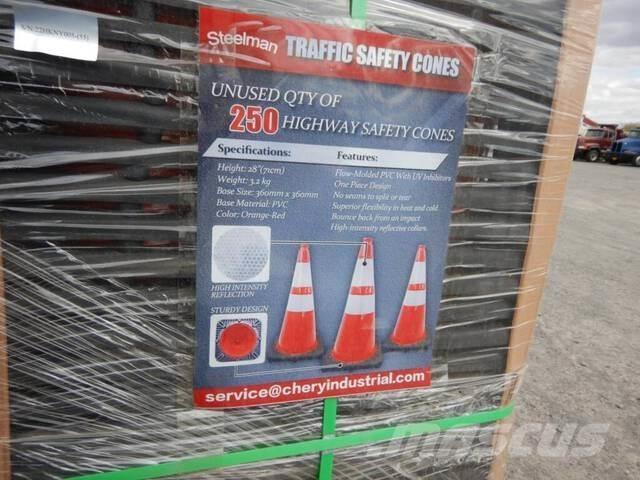 Steelman TRAFFIC SAFETY CONES
UNUSED QTY OF
250 HIGHWAY SAFETY CONES
Specifications:
Height: 28"(71cm)
Weight: 3.2 kg
Base Size: 360mm x 360mm
Base Material: PVC
Color: Orange-Red
Features:
Flow-Molded PVC With UV Inhibitors
One Piece Design
No seams to split or tear
Superior flexibility in heat and cold
Bounce back from an impact
High-intensity reflective collars.
HIGH INTENSITY
REFLECTION
STURDY DESIGN
service@cheryindustrial.com
MASCUS